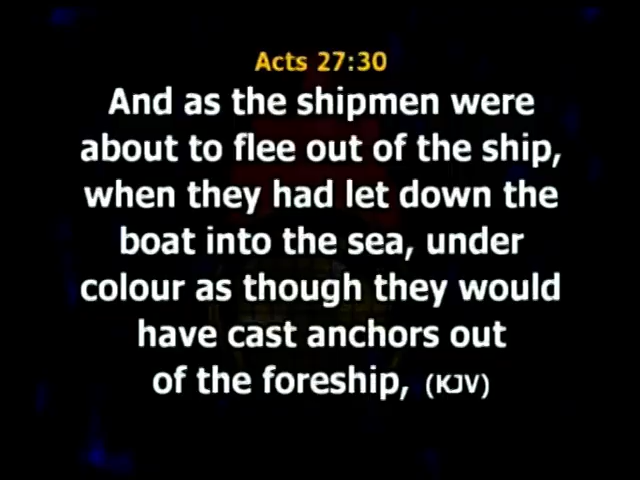 Acts 27:30
And as the shipmen were
about to flee out of the ship,
when they had let down the
boat into the sea, under
colour as though they would
have cast anchors out
of the foreship, (KJV)